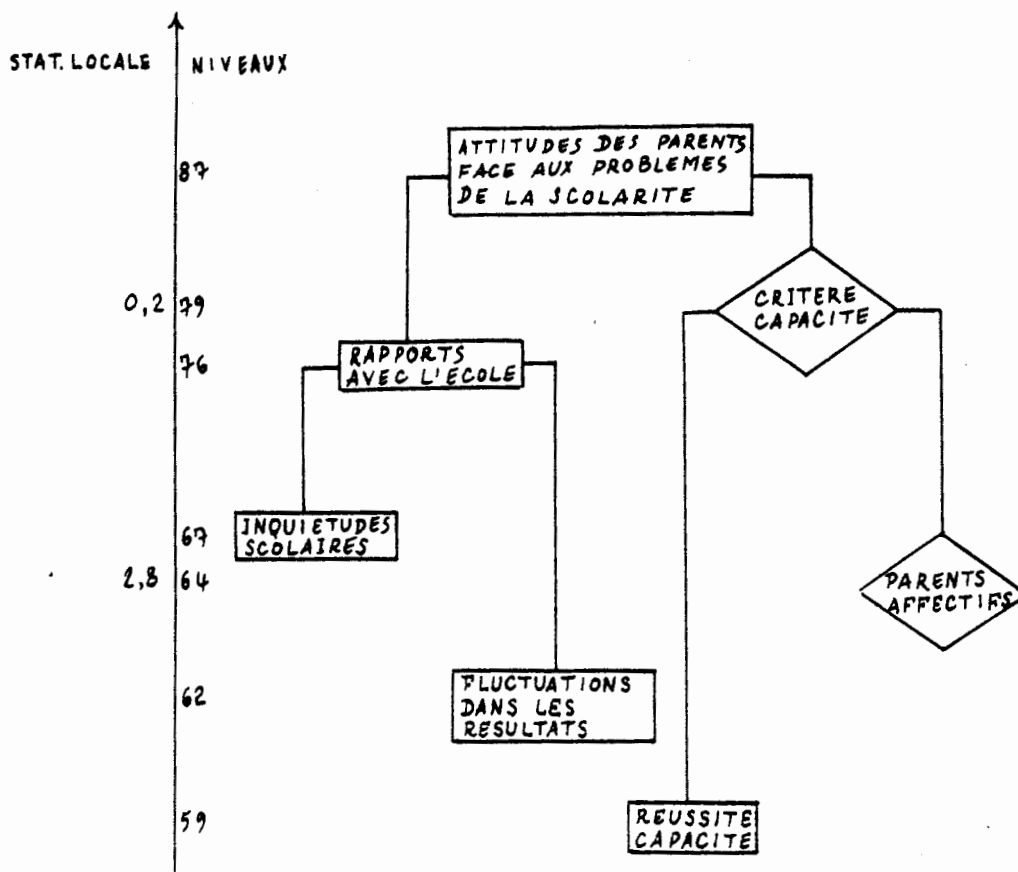 STAT. LOCALE NIVEAUX
ATTITUDES DES PARENTS
FACE AUX PROBLEMES
DE LA SCOLARITE
87
CRITERE
CAPACITE
0,2 79
RAPPORTS
AVEC L'ECOLE
76
INQUIETUDES
SCOLAIRES
67
2,8 64
PARENTS
AFFECTIFS
FLUCTUATIONS
DANS LES
RESULTATS
62
REUSSITE
CAPACITE
59